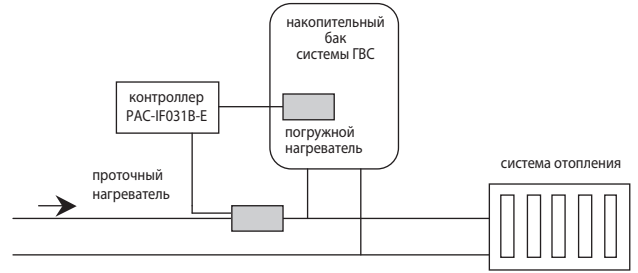 накопительный
бак
системы ГВС
контроллер
PAC-IF031B-E
погружной
нагреватель
проточный
нагреватель
система отопления